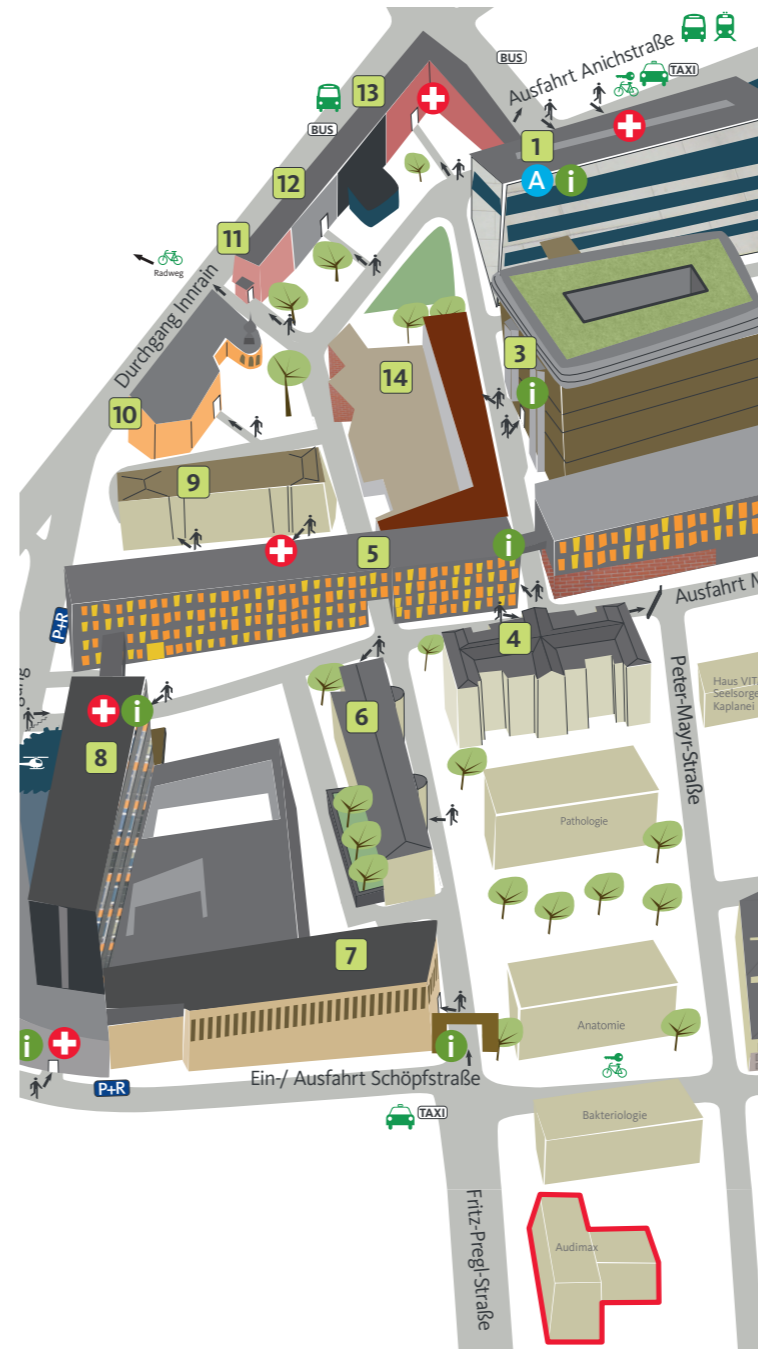 BUS
Ausfahrt Anichstraße
TAXI
13
BUS
1
A
i
12
11
Radweg
Durchgang Innrain
3
i
14
10
9
5
i
P+R
Ausfahrt M
4
Peter-Mayr-Straße
Haus VIT
Seelsorge
Kaplanei
6
gang
i
8
Pathologie
7
Anatomie
i
i
Ein-/ Ausfahrt Schöpfstraße
P+R
TAXI
Bakteriologie
Fritz-Pregl-Straße
Audimax